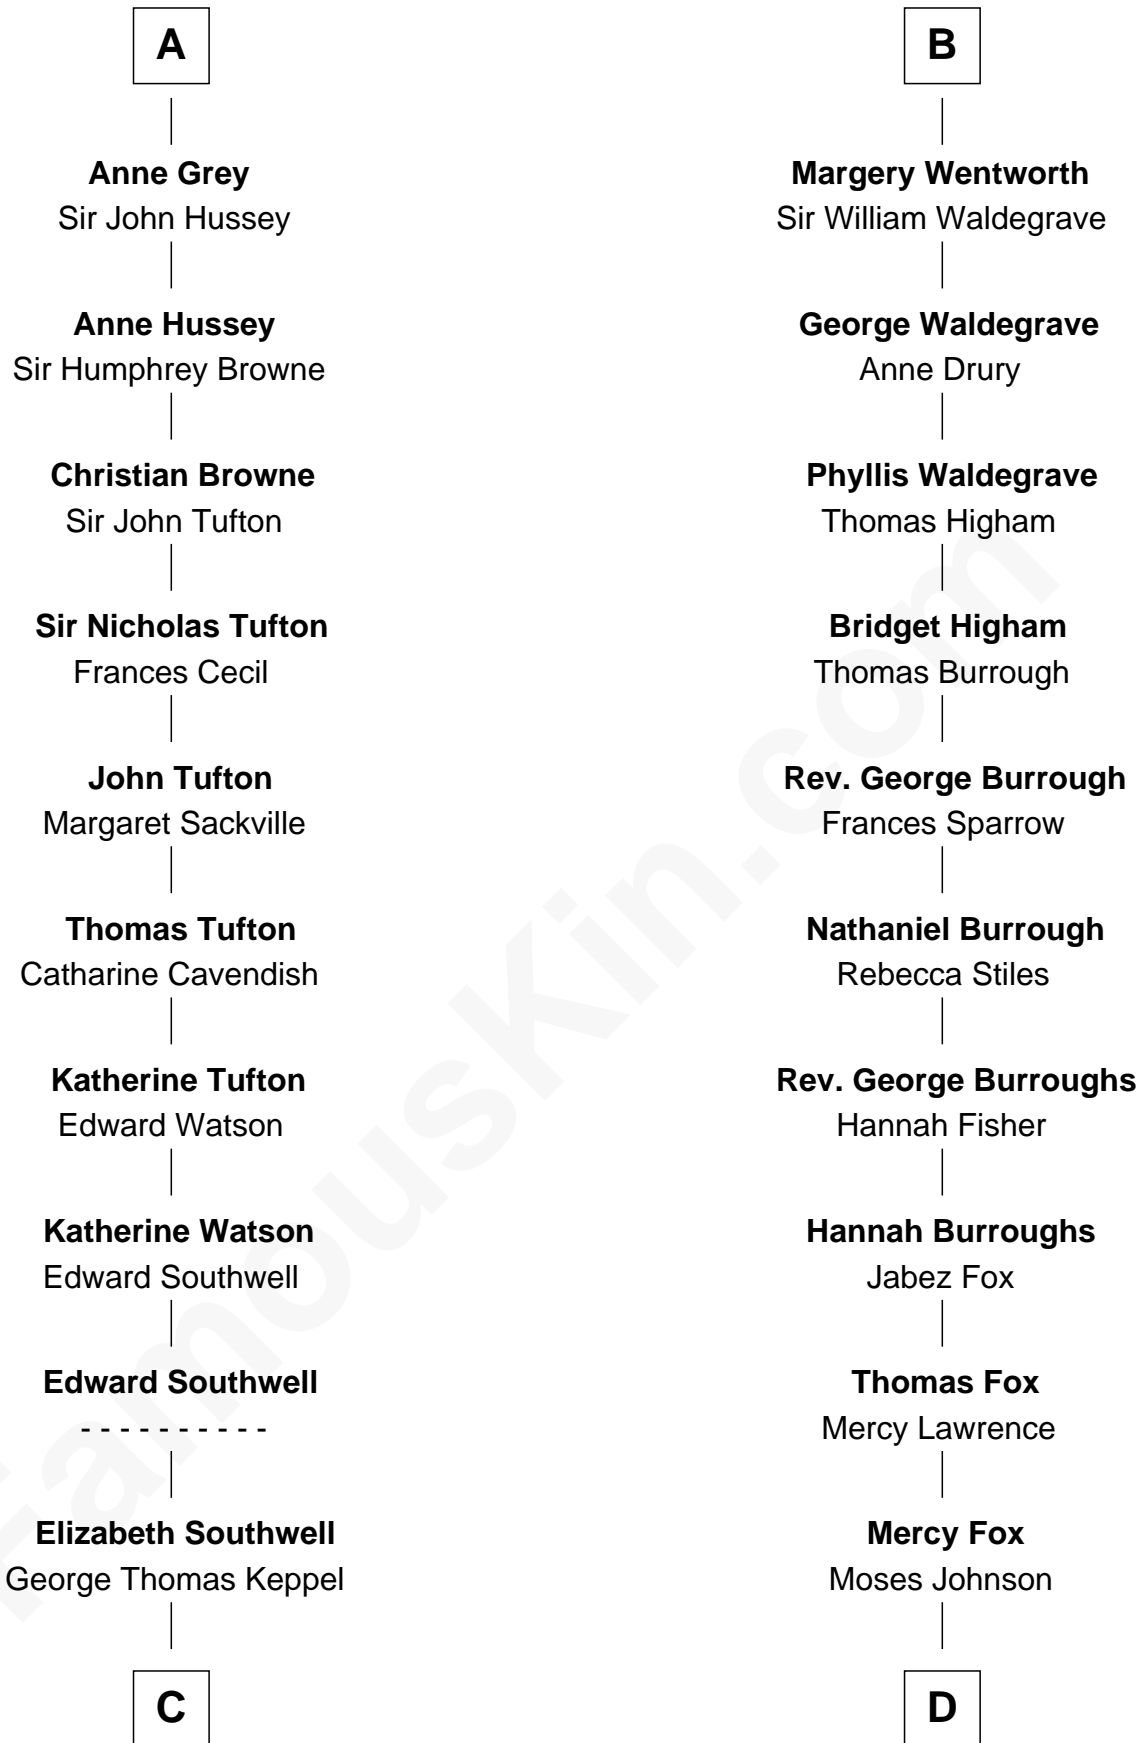 A
Anne Grey
Sir John Hussey
Anne Hussey
Sir Humphrey Browne
Christian Browne
Sir John Tufton
Sir Nicholas Tufton
Frances Cecil
John Tufton
Margaret Sackville
Thomas Tufton
Catharine Cavendish
Katherine Tufton
Edward Watson
Katherine Watson
Edward Southwell
Edward Southwell
- - - - - - - - - -
Elizabeth Southwell
George Thomas Keppel
C
B
Margery Wentworth
Sir William Waldegrave
George Waldegrave
Anne Drury
Phyllis Waldegrave
Thomas Higham
Bridget Higham
Thomas Burrough
Rev. George Burrough
Frances Sparrow
Nathaniel Burrough
Rebecca Stiles
Rev. George Burroughs
Hannah Fisher
Hannah Burroughs
Jabez Fox
Thomas Fox
Mercy Lawrence
Mercy Fox
Moses Johnson
D
FamousKin.com